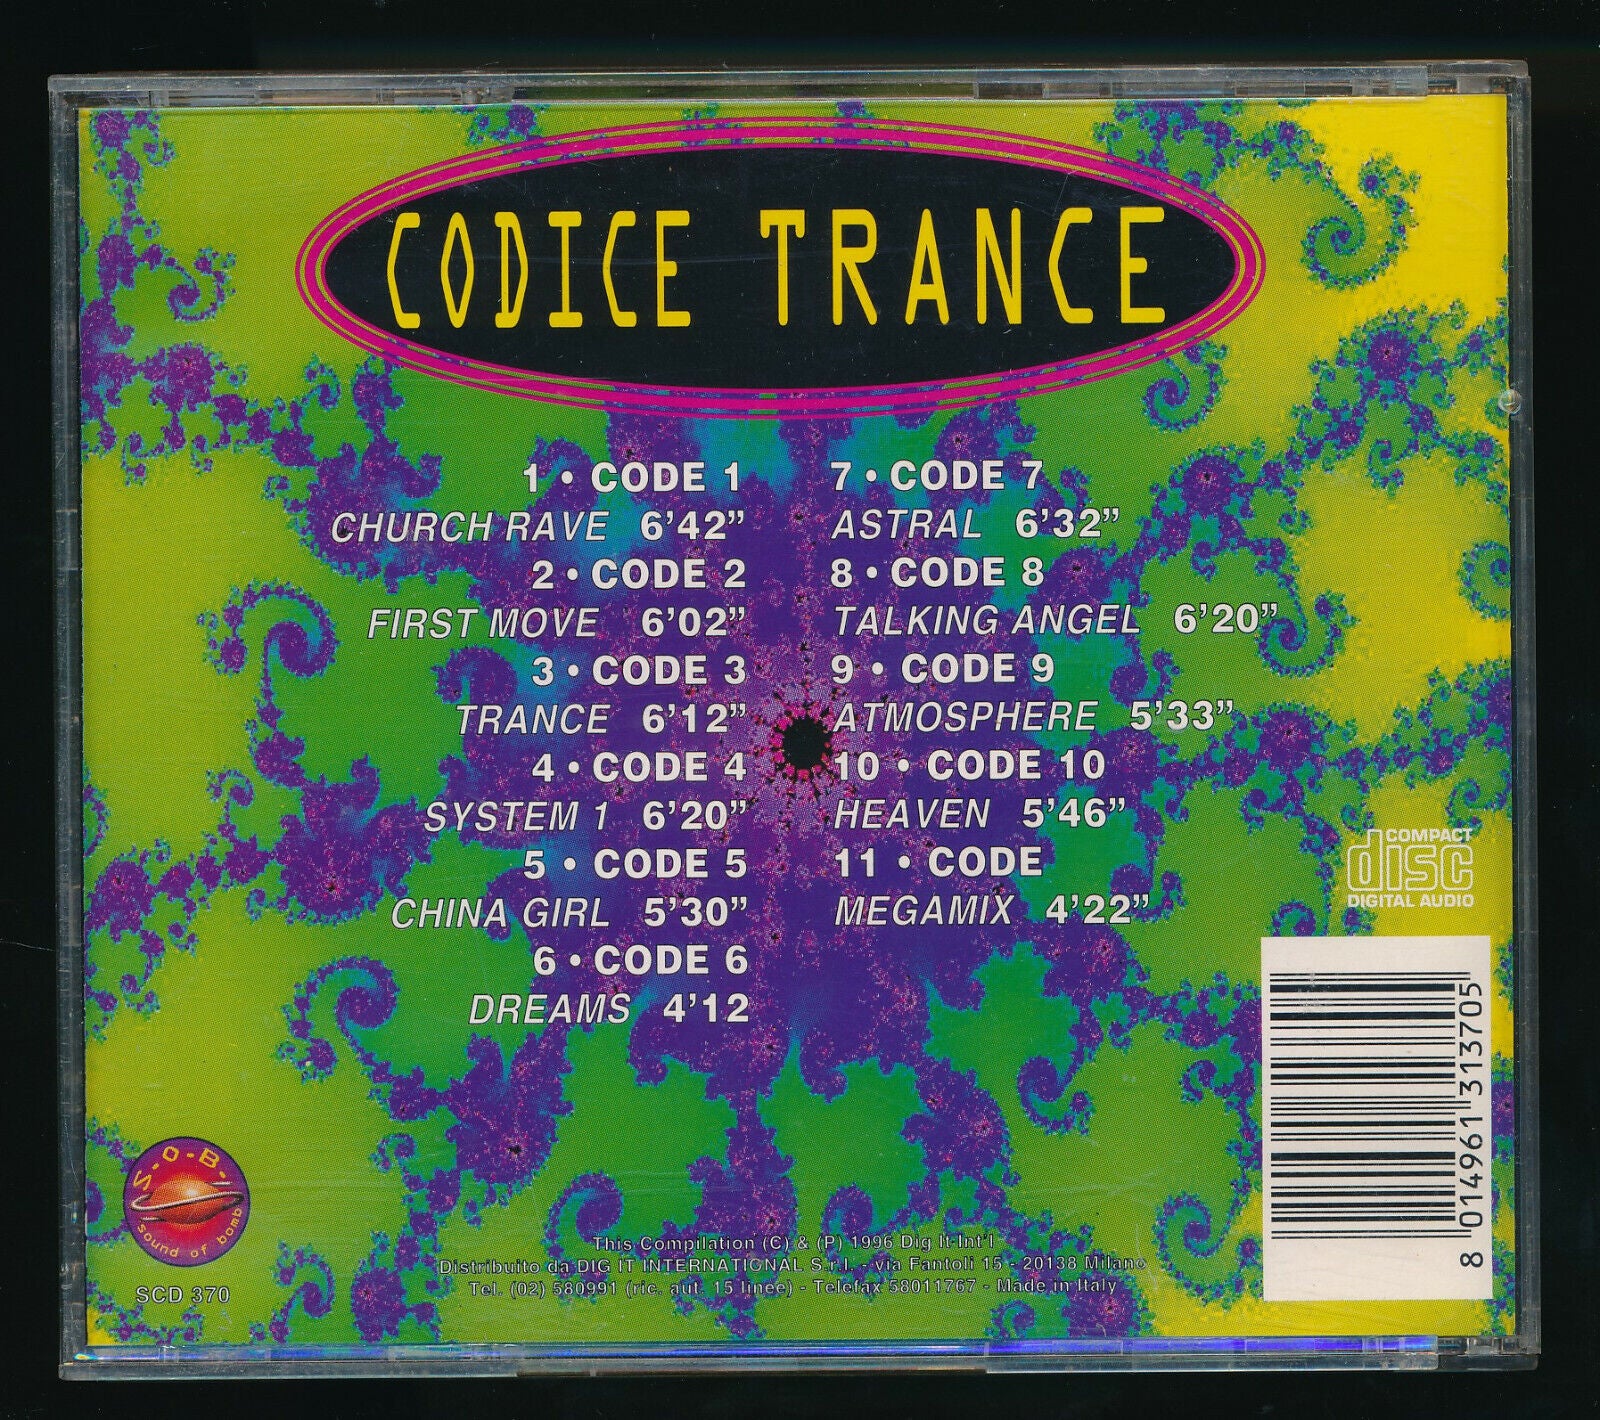 CODICE TRANCE
1 • CODE 1
CHURCH RAVE 6’42”
2 • CODE 2
FIRST MOVE 6’02”
3 • CODE 3
TRANCE 6’12”
4 • CODE 4
SYSTEM 1 6’20”
5 • CODE 5
CHINA GIRL 5’30”
6 • CODE 6
DREAMS 4’12
7 • CODE 7
ASTRAL 6’32”
8 • CODE 8
TALKING ANGEL 6’20”
9 • CODE 9
ATMOSPHERE 5’33”
10 • CODE 10
HEAVEN 5’46”
11 • CODE
MEGAMIX 4’22”
COMPACT
disc
DIGITAL AUDIO
8 014961 313705
S.O.B.
sound of bomb
SCD 370
This Compilation (C) & (P) 1996 Dig It Int'l
Distribuito da DIG IT INTERNATIONAL S.r.l. - via Fantoli 15 - 20138 Milano
Tel. (02) 580991 (ric. aut. 15 linee) - Telefax 58011767 - Made in Italy